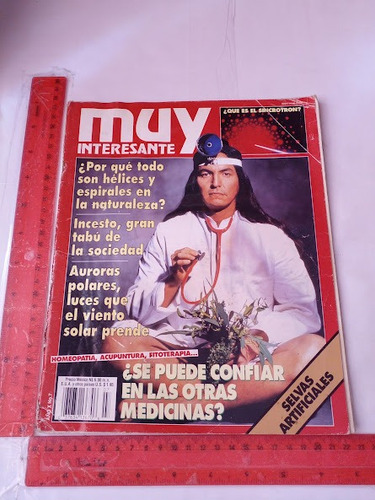 ¿QUE ES EL SINCROTRON?
muy
INTERESANTE
¿Por qué todo
son hélices y
espirales en
la naturaleza?
Incesto, gran
tabú de
la sociedad
Auroras
polares,
luces que
el viento
solar prende
HOMEOPATIA, ACUPUNTURA, FITOTERAPIA...
¿SE PUEDE CONFIAR
EN LAS OTRAS
MEDICINAS?
SELVAS
ARTIFICIALES